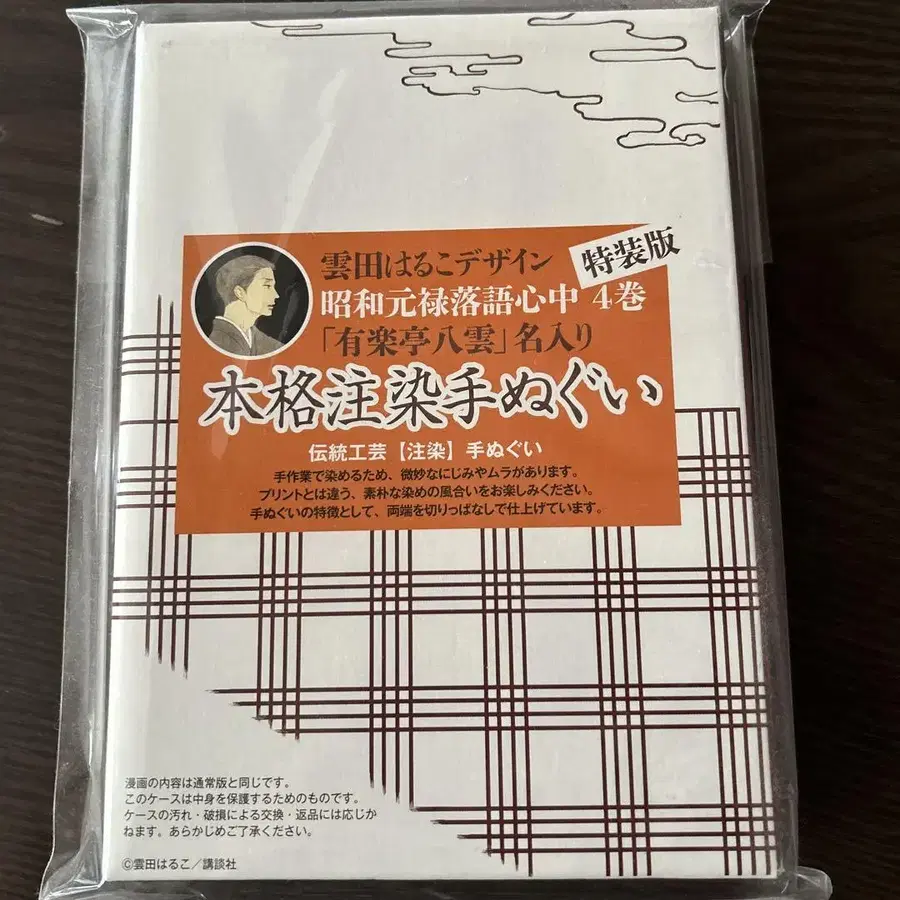 雲田はるこデザイン
特装版
昭和元禄落語心中 4巻
「有楽亭八雲」名入り
本格注染手ぬぐい
伝統工芸【注染】手ぬぐい
手作業で染めるため、微妙なにじみやムラがあります。
プリントとは違う、素朴な染めの風合いをお楽しみください。
手ぬぐいの特徴として、両端を切りっぱなしで仕上げています。
漫画の内容は通常版と同じです。
このケースは中身を保護するためのものです。
ケースの汚れ・破損による交換・返品には応じか
ねます。あらかじめご了承ください。
©雲田はるこ/講談社